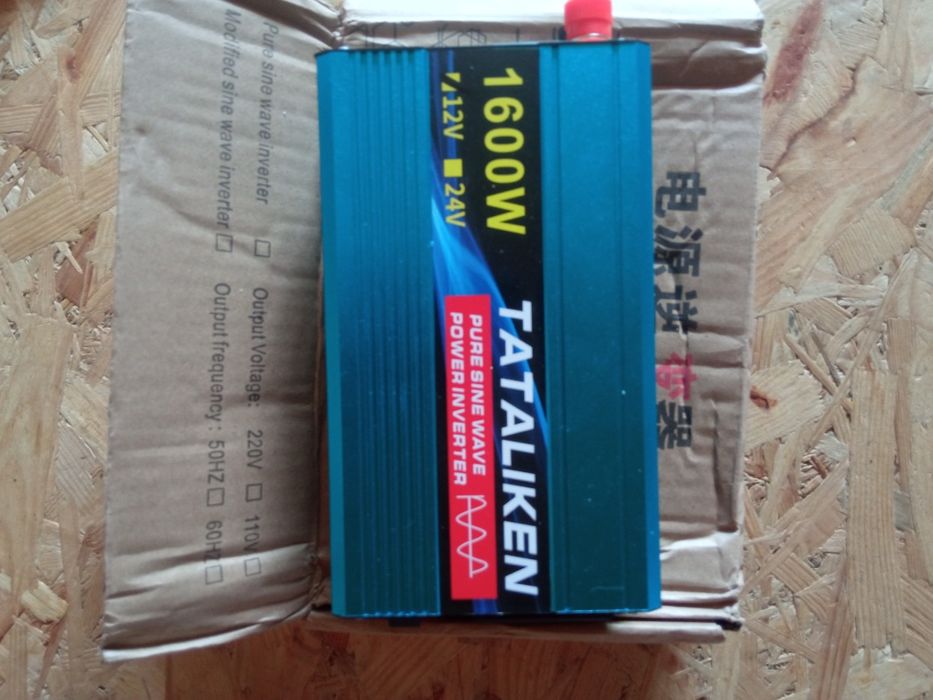 1600W
12V 24V
TATALIKEN
PURE SINE WAVE
POWER INVERTER
电源逆变器
Pure sine wave inverter □ Output Voltage: 220V □ 110V □
Modified sine wave inverter □ Output frequency: 50HZ □ 60HZ □